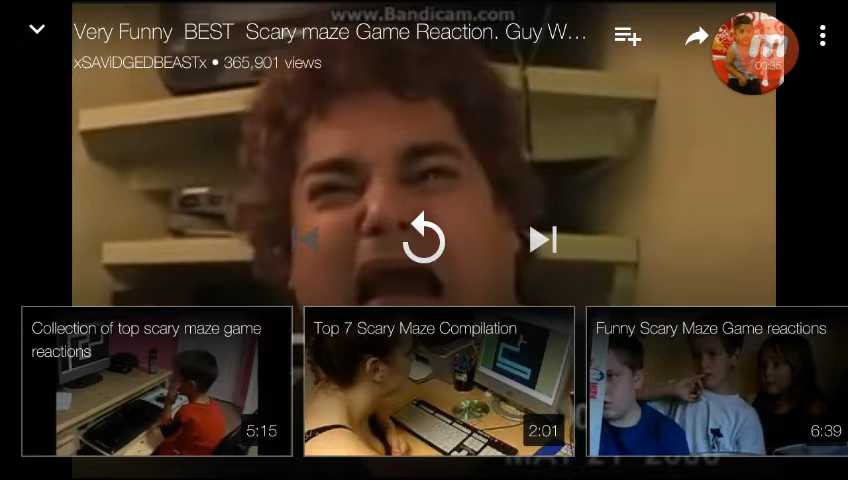 www.Bandicam.com
Very Funny BEST Scary maze Game Reaction. Guy W...
xSAViDGEDBEASTx • 365,901 views
m
00:35
Collection of top scary maze game
reactions
Top 7 Scary Maze Compilation
Funny Scary Maze Game reactions
5:15
2:01
6:39